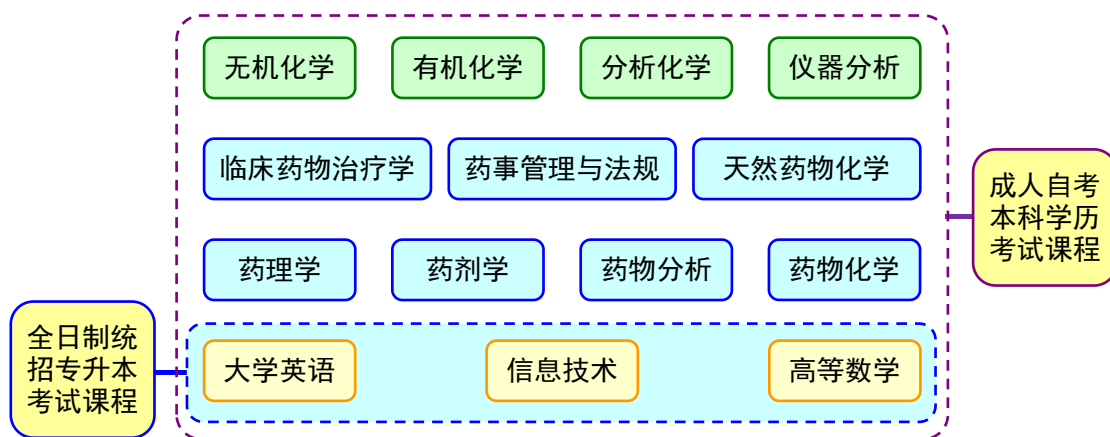 无机化学
有机化学
分析化学
仪器分析
临床药物治疗学
药事管理与法规
天然药物化学
成人自考
本科学历
考试课程
药理学
药剂学
药物分析
药物化学
全日制统
招专升本
考试课程
大学英语
信息技术
高等数学